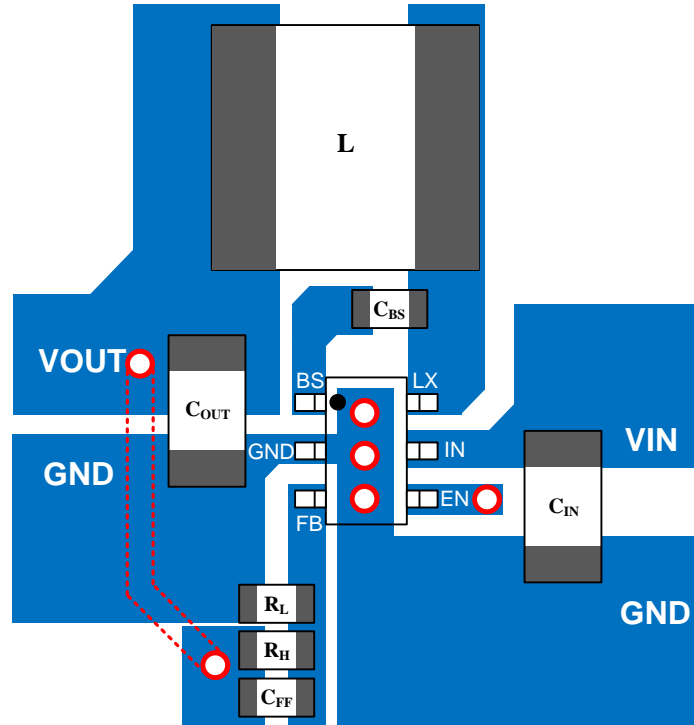 L
C_BS
VOUT
BS
LX
C_OUT
GND
IN
VIN
GND
EN
C_IN
FB
R_L
GND
R_H
C_FF